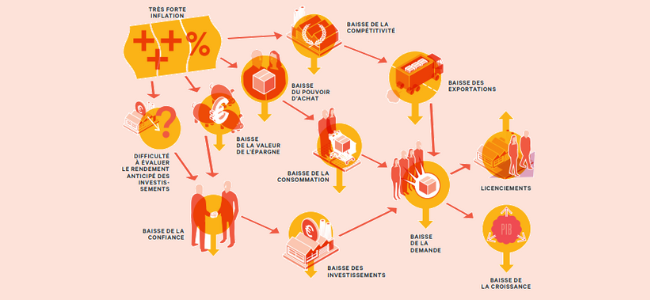 TRÈS FORTE
INFLATION
%
BAISSE DE LA
COMPÉTITIVITÉ
BAISSE
DU POUVOIR
D'ACHAT
BAISSE DES
EXPORTATIONS
BAISSE
DE LA VALEUR
DE L'ÉPARGNE
?
€
DIFFICULTÉ
À ÉVALUER
LE RENDEMENT
ANTICIPÉ DES
INVESTIS-
SEMENTS
BAISSE DE LA
CONSOMMATION
LICENCIEMENTS
BAISSE DE LA
CONFIANCE
BAISSE DES
INVESTISSEMENTS
BAISSE
DE LA
DEMANDE
PIB
BAISSE DE
LA CROISSANCE